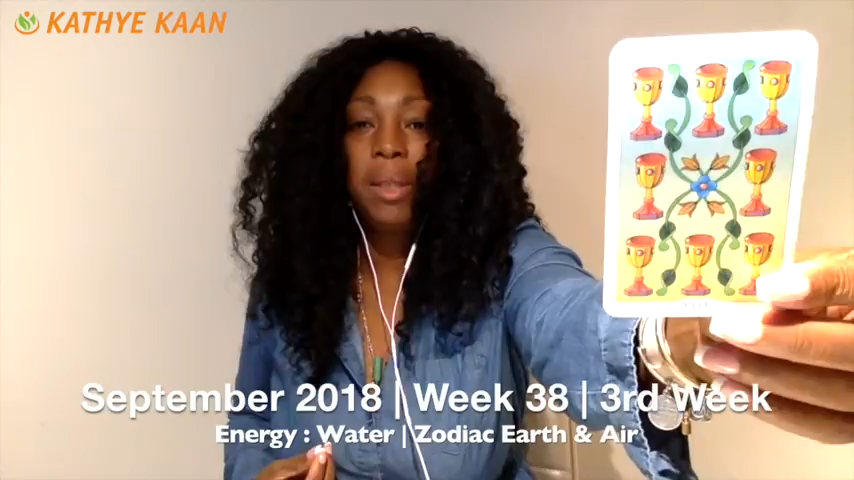 KATHYE KAAN
September 2018 | Week 38 | 3rd Week
Energy : Water | Zodiac Earth & Air